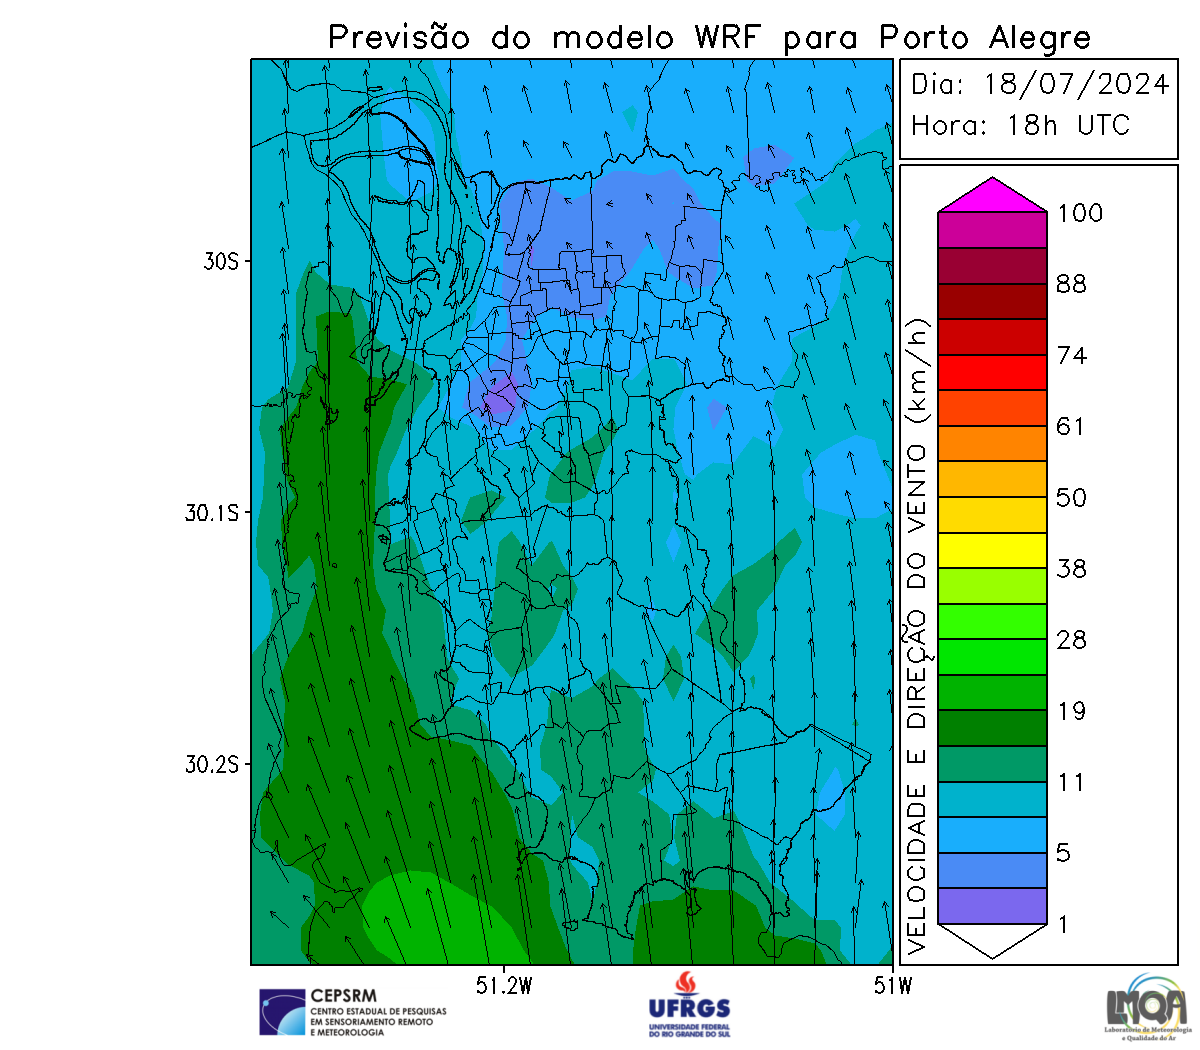 Previsão do modelo WRF para Porto Alegre
Dia: 18/07/2024
Hora: 18h UTC
30S
30.1S
30.2S
51.2W
51W
VELOCIDADE E DIREÇÃO DO VENTO (km/h)
100
88
74
61
50
38
28
19
11
5
1
CEPSRM
CENTRO ESTADUAL DE PESQUISAS
EM SENSORIAMENTO REMOTO
E METEOROLOGIA
UFRGS
UNIVERSIDADE FEDERAL
DO RIO GRANDE DO SUL
LMQA
Laboratório de Meteorologia
e Qualidade do Ar